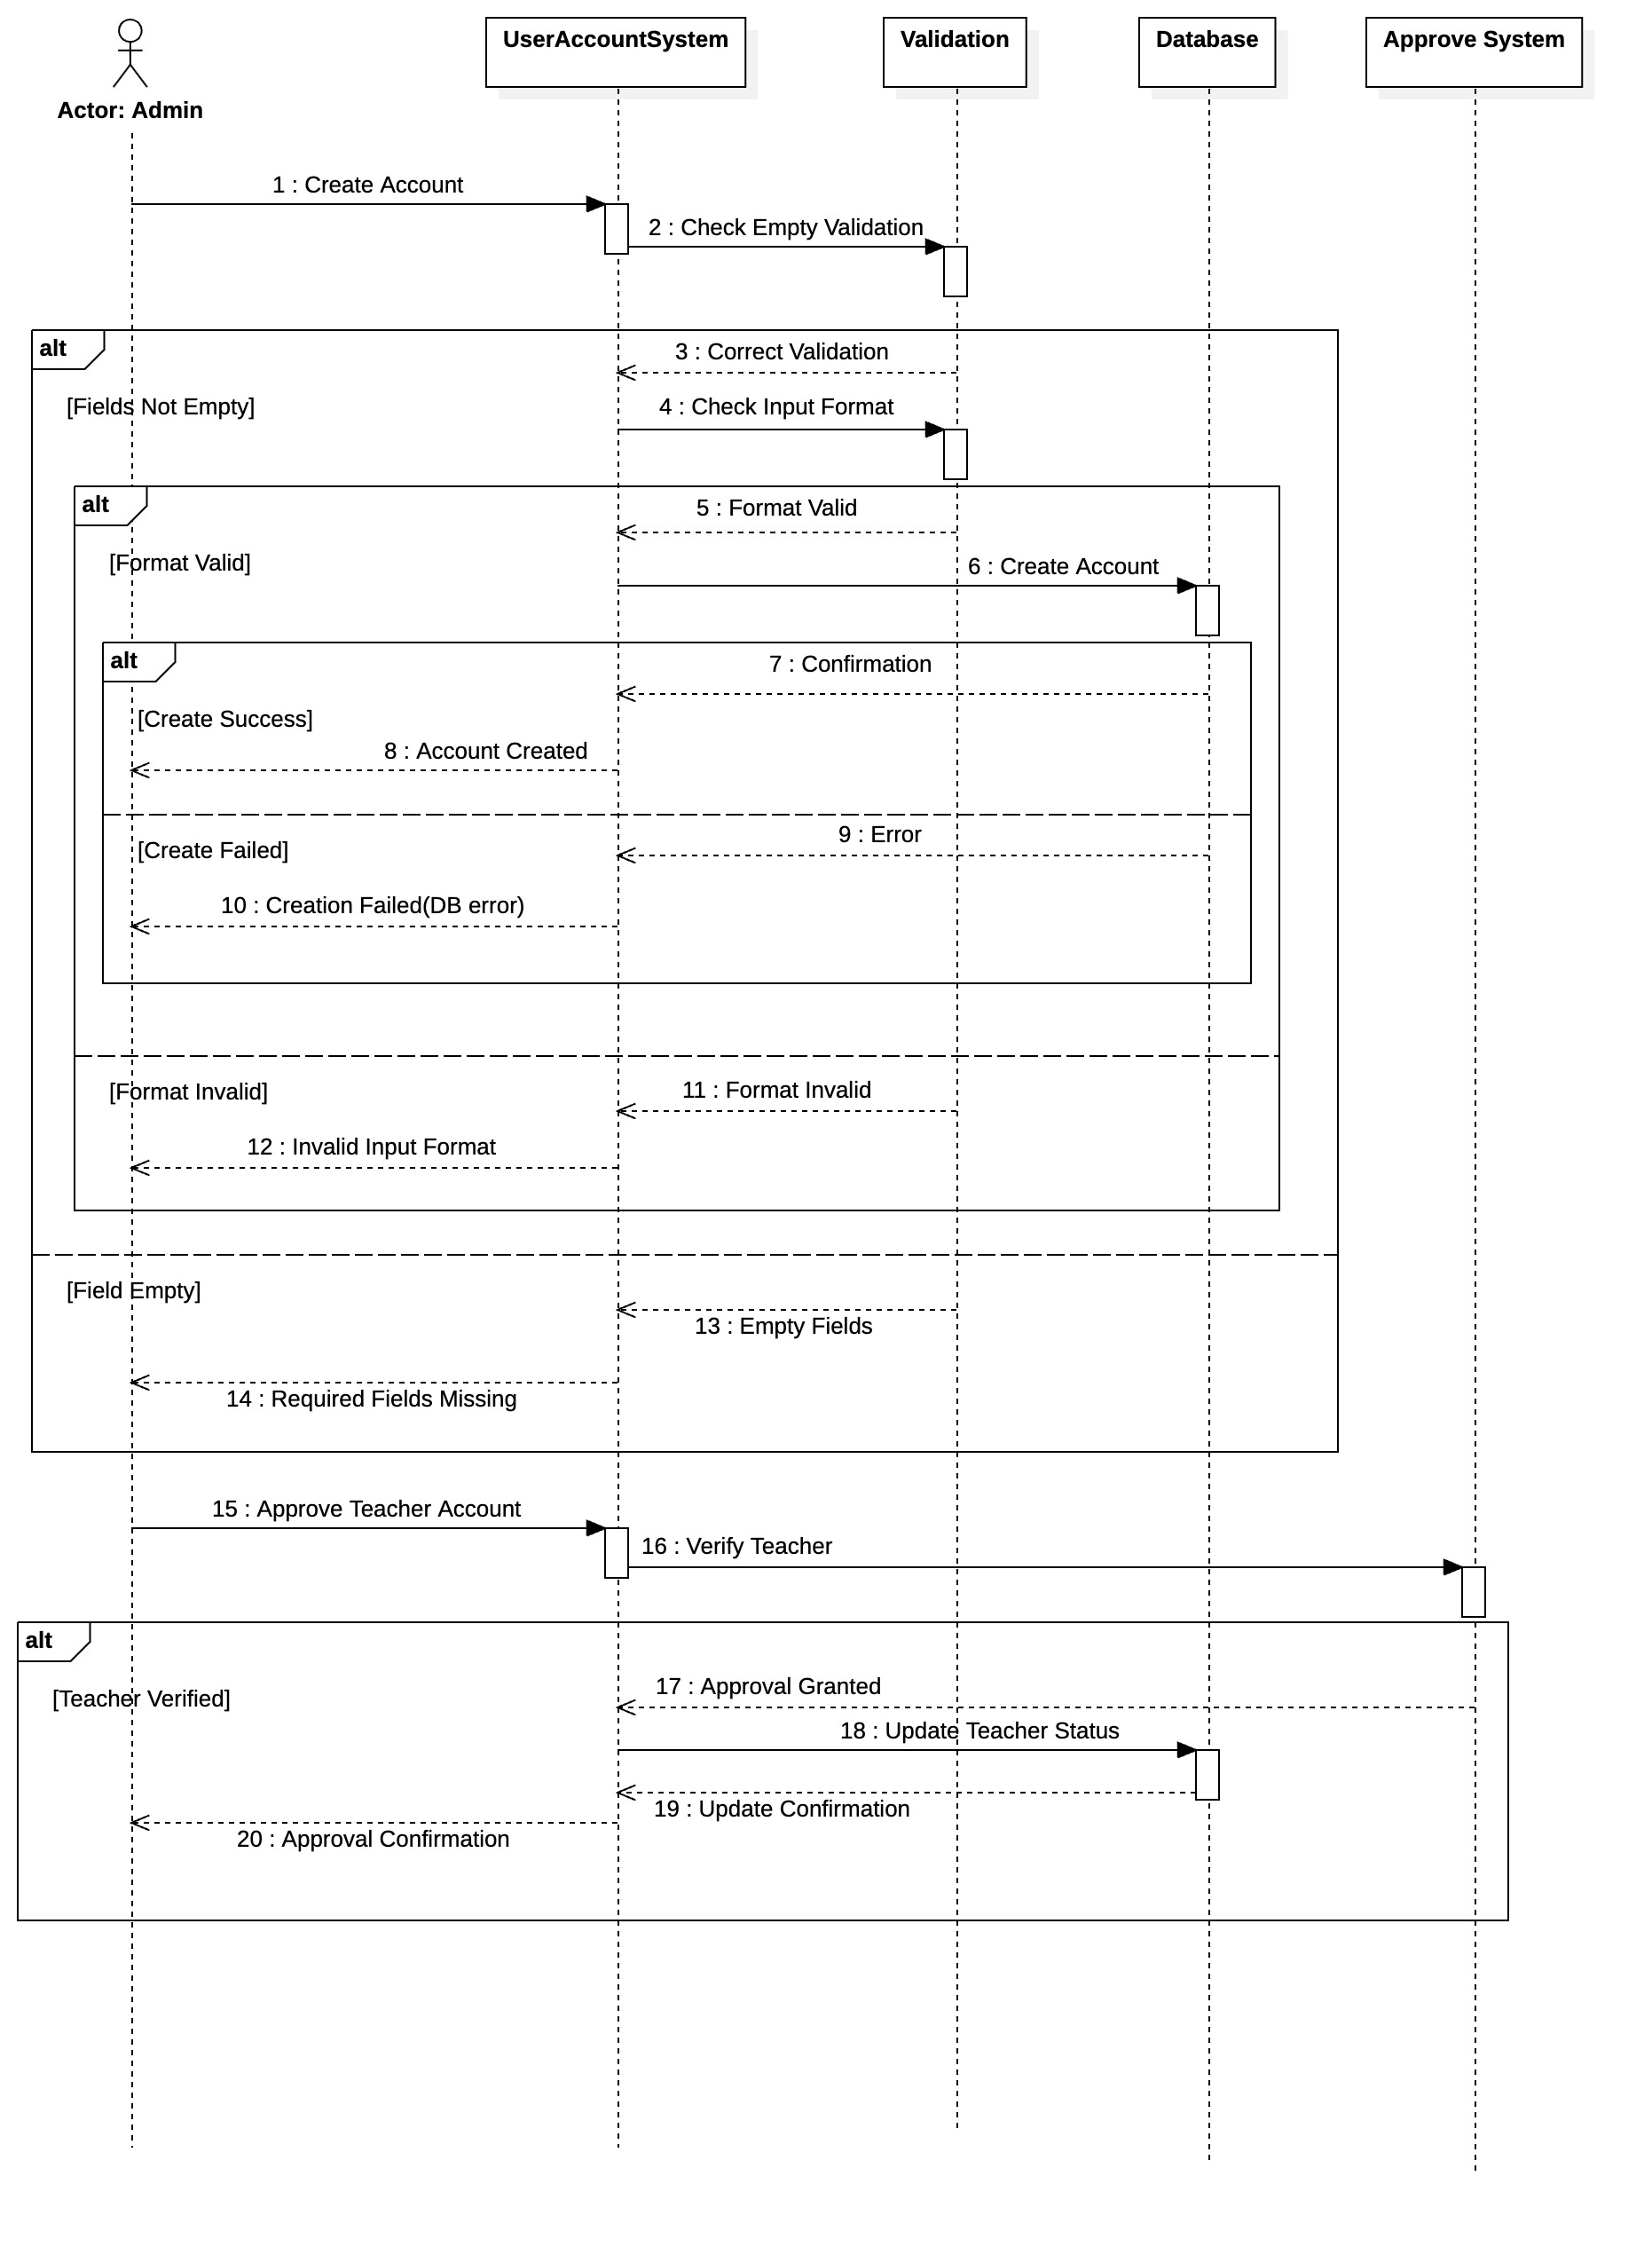 UserAccountSystem
Validation
Database
Approve System
Actor: Admin
1 : Create Account
2 : Check Empty Validation
alt
3 : Correct Validation
[Fields Not Empty]
4 : Check Input Format
alt
5 : Format Valid
[Format Valid]
6 : Create Account
alt
7 : Confirmation
[Create Success]
8 : Account Created
9 : Error
[Create Failed]
10 : Creation Failed(DB error)
[Format Invalid]
11 : Format Invalid
12 : Invalid Input Format
[Field Empty]
13 : Empty Fields
14 : Required Fields Missing
15 : Approve Teacher Account
16 : Verify Teacher
alt
17 : Approval Granted
[Teacher Verified]
18 : Update Teacher Status
19 : Update Confirmation
20 : Approval Confirmation